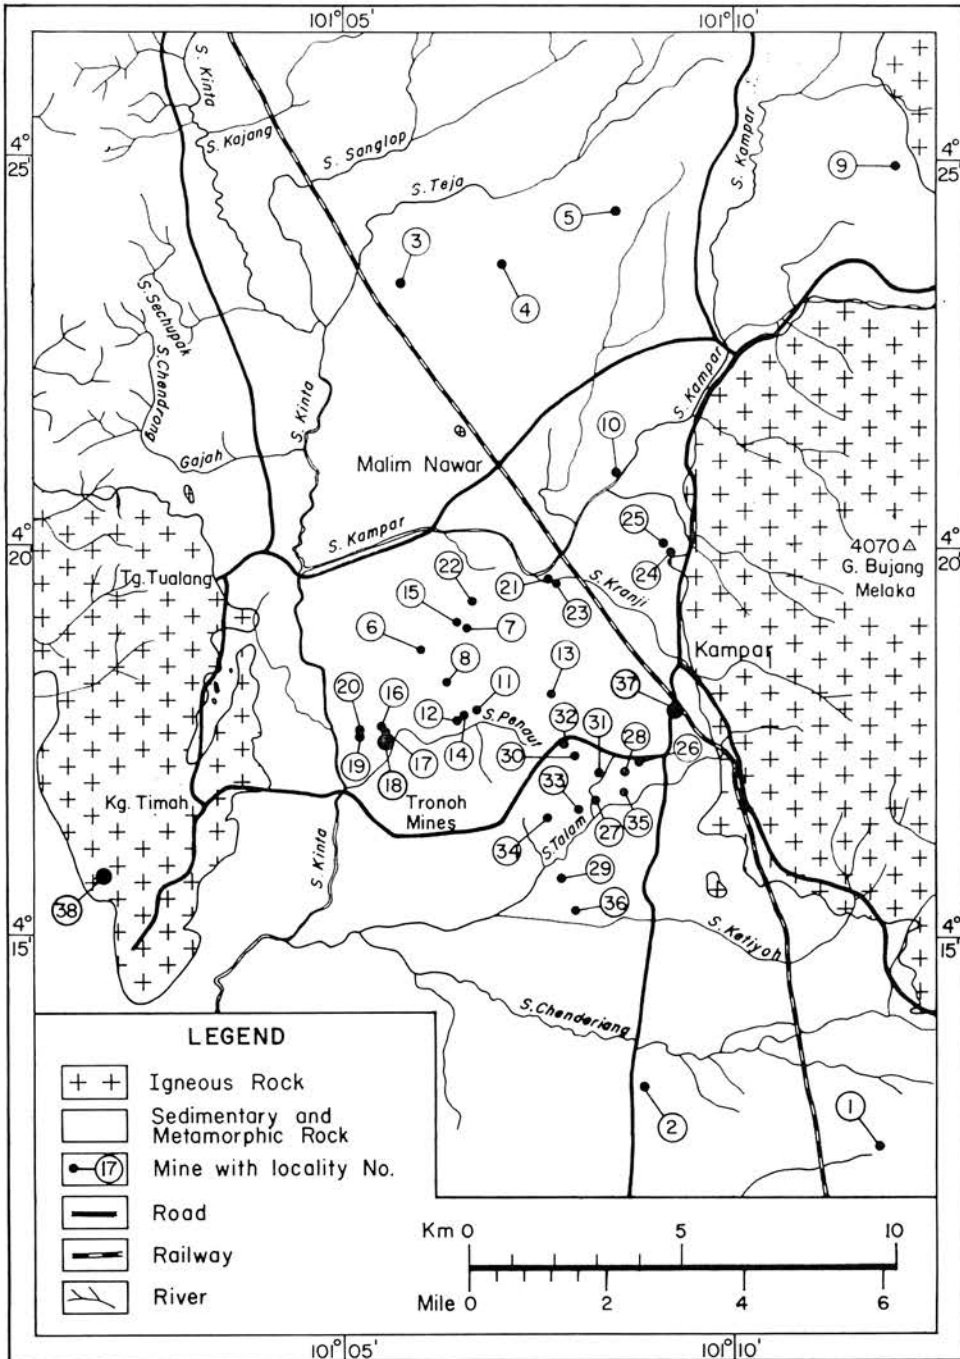 101° 05'
101° 10'
S. Kinta
S. Kajang
S. Sanglop
S. Teja
S. Kampar
4°
25'
4°
25'
9
5
3
4
S. Sechupak
S. Chendrong
S. Kinta
Gajah
S. Kampar
10
Malim Nawar
4°
20'
4°
20'
S. Kampar
25
24
4070
G. Bujang
Melaka
Tg. Tualang
22
21
23
S. Kranji
15
7
6
8
13
Kampar
37
20
16
11
12
14
S. Penaut
32
31
28
26
30
19
18
17
Kg. Timah
Tronoh
Mines
33
34
S. Talam
27
35
S. Kinta
29
36
38
4°
15'
4°
15'
S. Ketiyoh
S. Chenderiang
2
1
LEGEND
Igneous Rock
Sedimentary and
Metamorphic Rock
17
Mine with locality No.
Road
Railway
River
Km 0 5 10
Mile 0 2 4 6
101° 05'
101° 10'